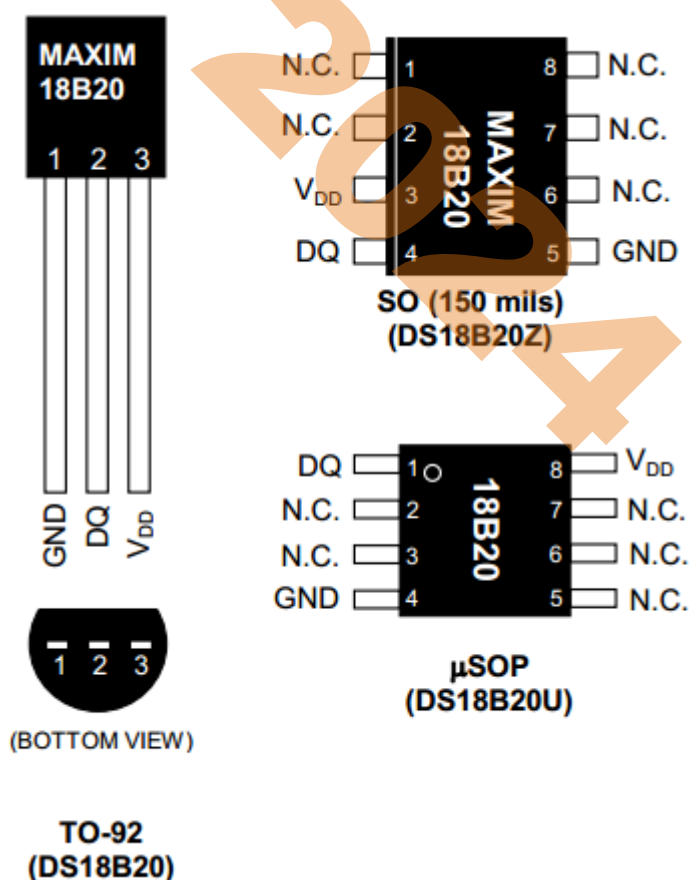 MAXIM
18B20
1 2 3
GND DQ VDD
1 2 3
(BOTTOM VIEW)
TO-92
(DS18B20)
N.C. 1 8 N.C.
N.C. 2 7 N.C.
VDD 3 6 N.C.
DQ 4 5 GND
MAXIM
18B20
SO (150 mils)
(DS18B20Z)
DQ 1 8 VDD
N.C. 2 7 N.C.
N.C. 3 6 N.C.
GND 4 5 N.C.
18B20
µSOP
(DS18B20U)
2014